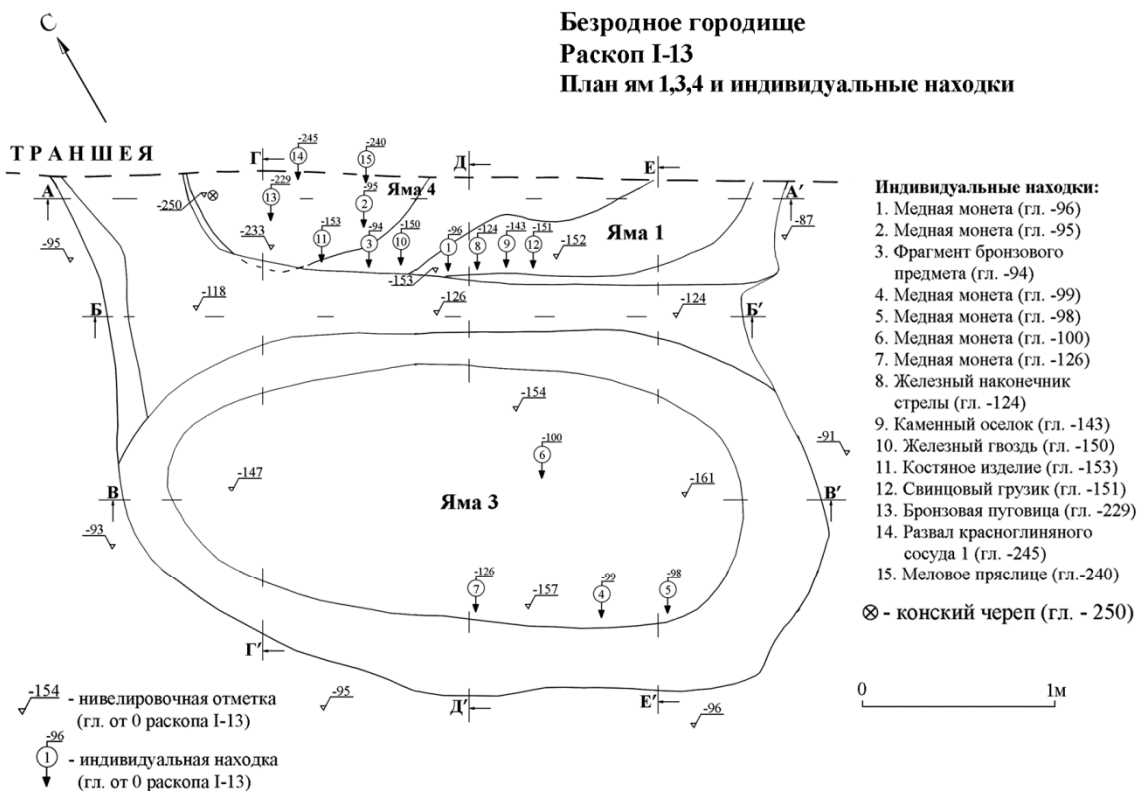 С
Безродное городище
Раскоп I-13
План ям 1,3,4 и индивидуальные находки
ТРАНШЕЯ
Г
-245
14
-240
15
Д
Е
А
-250
-229
13
-95
2
Яма 4
А′
-87
-95
-233
-153
11
-94
3
-150
10
-96
1
-124
8
-143
9
-151
12
-152
Яма 1
-153
-118
-126
-124
Б
Б′
-154
-100
6
-91
-147
-161
В
Яма 3
В′
-93
-126
7
-157
-99
4
-98
5
Г′
Д′
Е′
-95
-96
Индивидуальные находки:
1. Медная монета (гл. -96)
2. Медная монета (гл. -95)
3. Фрагмент бронзового
предмета (гл. -94)
4. Медная монета (гл. -99)
5. Медная монета (гл. -98)
6. Медная монета (гл. -100)
7. Медная монета (гл. -126)
8. Железный наконечник
стрелы (гл. -124)
9. Каменный оселок (гл. -143)
10. Железный гвоздь (гл. -150)
11. Костяное изделие (гл. -153)
12. Свинцовый грузик (гл. -151)
13. Бронзовая пуговица (гл. -229)
14. Развал красноглиняного
сосуда 1 (гл. -245)
15. Меловое пряслице (гл.-240)
- конский череп (гл. - 250)
0 1м
-154 - нивелировочная отметка
(гл. от 0 раскопа I-13)
-96
1 - индивидуальная находка
(гл. от 0 раскопа I-13)